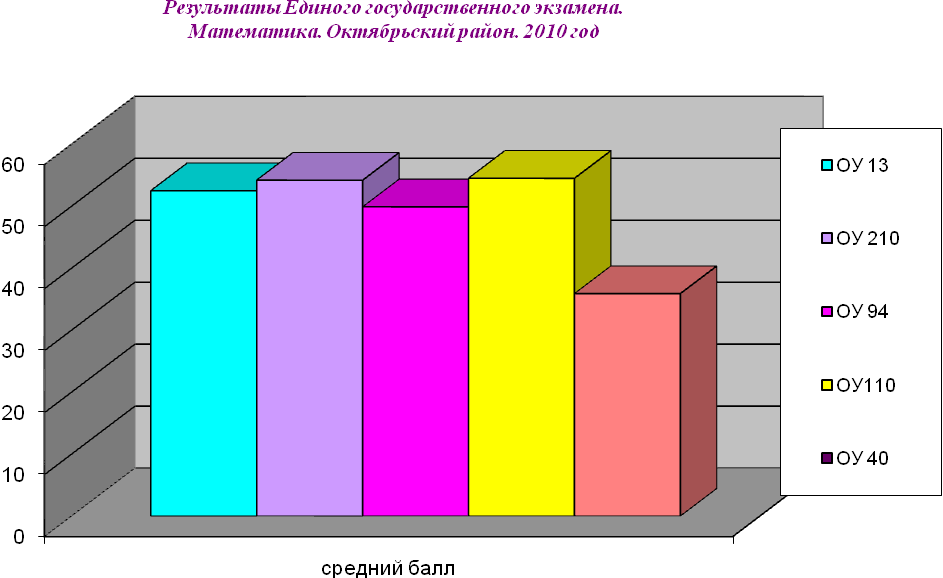 Результаты Единого государственного экзамена.
Математика. Октябрьский район. 2010 год
60
50
40
30
20
10
0
средний балл
ОУ 13
ОУ 210
ОУ 94
ОУ110
ОУ 40